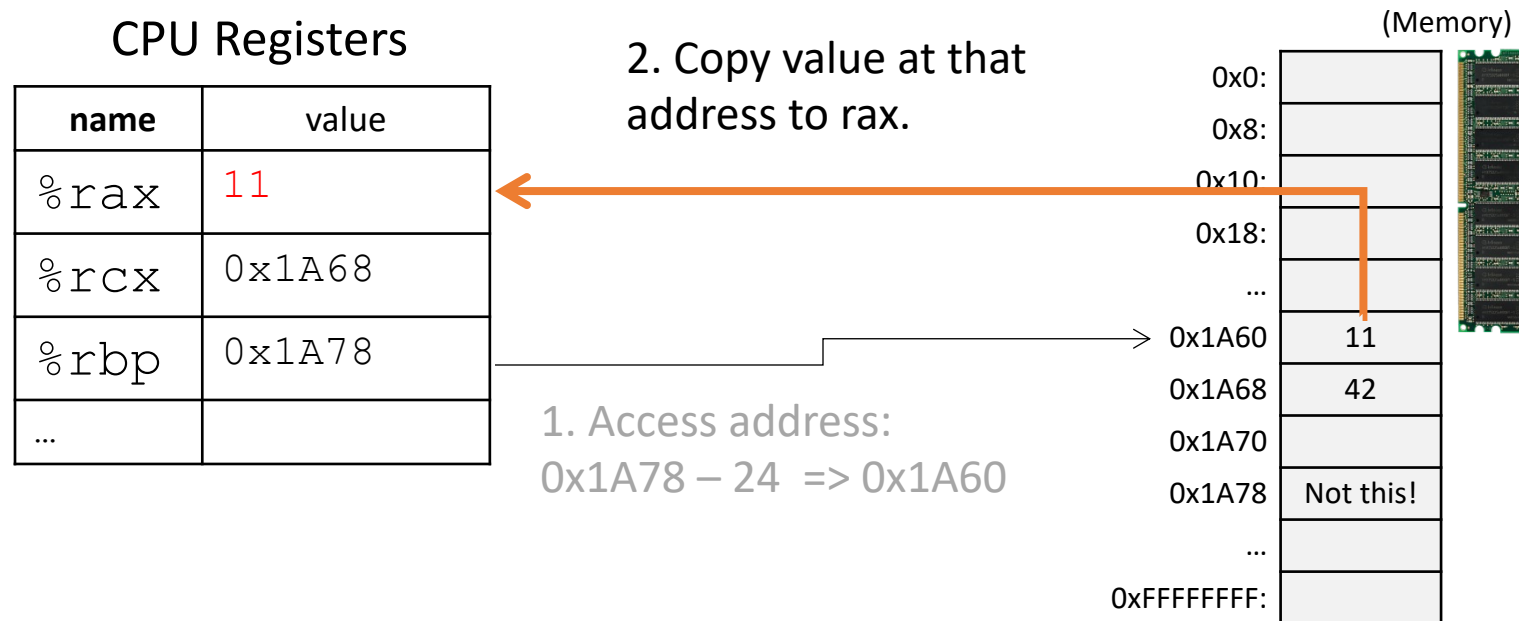 CPU Registers
name value
%rax 11
%rcx 0x1A68
%rbp 0x1A78
…
2. Copy value at that
address to rax.
1. Access address:
0x1A78 – 24 => 0x1A60
(Memory)
0x0:
0x8:
0x10:
0x18:
…
0x1A60 11
0x1A68 42
0x1A70
0x1A78 Not this!
…
0xFFFFFFFF: